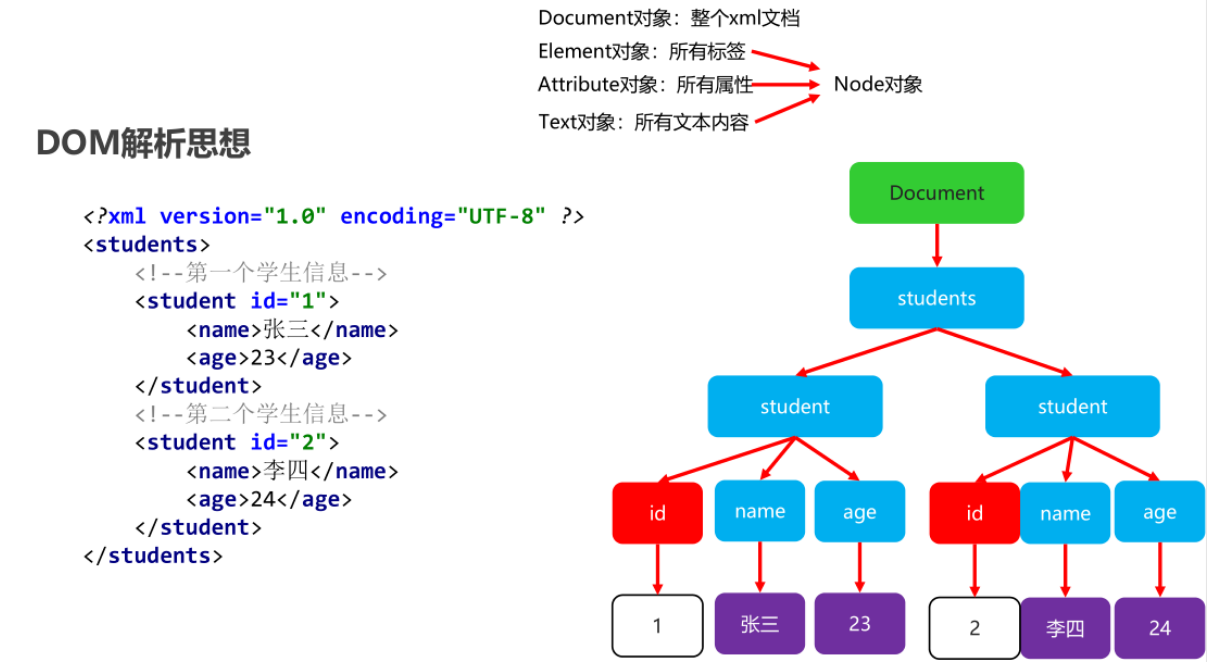 Document对象：整个xml文档
Element对象：所有标签
Attribute对象：所有属性
Node对象
Text对象：所有文本内容
DOM解析思想
<?xml version="1.0" encoding="UTF-8" ?>
<students>
<!--第一个学生信息-->
<student id="1">
<name>张三</name>
<age>23</age>
</student>
<!--第二个学生信息-->
<student id="2">
<name>李四</name>
<age>24</age>
</student>
</students>
Document
students
student
student
id
name
age
id
name
age
1
张三
23
2
李四
24